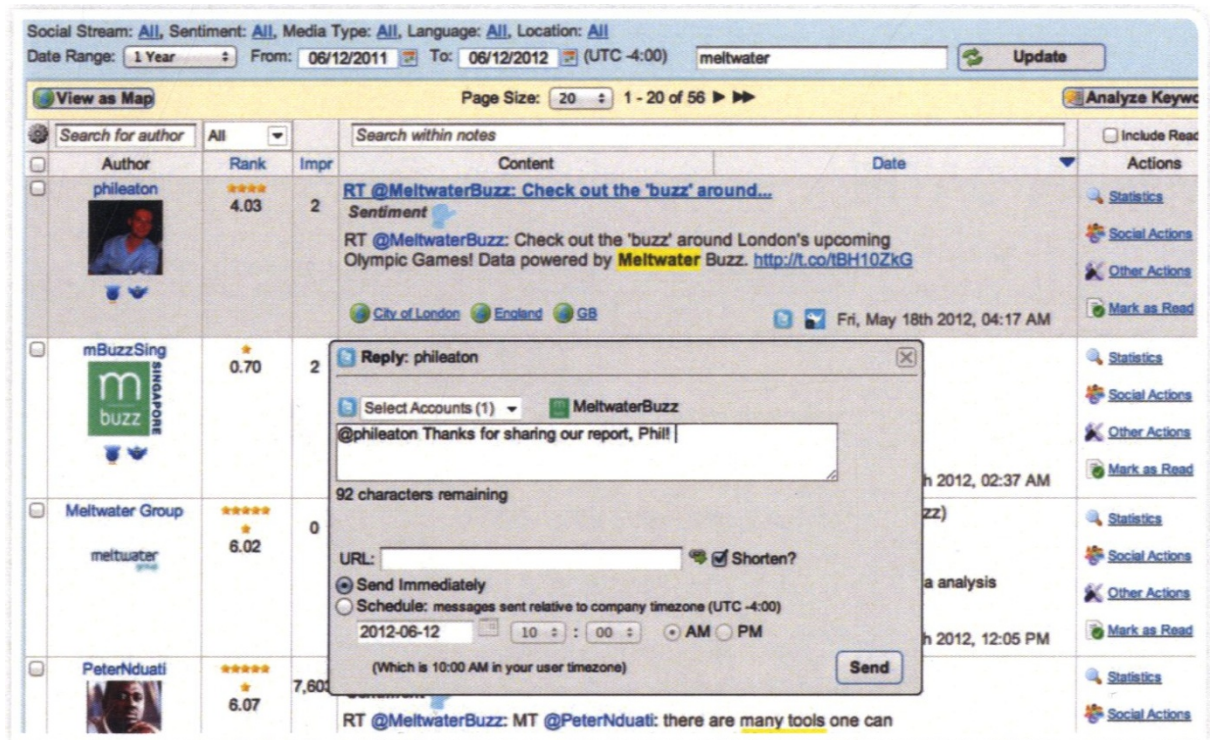 Social Stream: All, Sentiment: All, Media Type: All, Language: All, Location: All
Date Range: 1 Year From: 06/12/2011 To: 06/12/2012 (UTC -4:00) meltwater Update
View as Map Page Size: 20 1 - 20 of 56 Analyze Keywo
Search for author All Search within notes Include Read
Author Rank Impr Content Date Actions
phileaton
4.03
2
RT @MeltwaterBuzz: Check out the 'buzz' around...
Sentiment
RT @MeltwaterBuzz: Check out the 'buzz' around London's upcoming
Olympic Games! Data powered by Meltwater Buzz. http://t.co/tBH10ZkG
City of London England GB
Fri, May 18th 2012, 04:17 AM
Statistics
Social Actions
Other Actions
Mark as Read
mBuzzSing
m
buzz
SINGAPORE
0.70
2
h 2012, 02:37 AM
Statistics
Social Actions
Other Actions
Mark as Read
Reply: phileaton
Select Accounts (1) MeltwaterBuzz
@phileaton Thanks for sharing our report, Phil!
92 characters remaining
URL: Shorten?
Send Immediately
Schedule: messages sent relative to company timezone (UTC -4:00)
2012-06-12 10 : 00 AM PM
(Which is 10:00 AM in your user timezone)
Send
Meltwater Group
meltwater
group
6.02
0
zz)
a analysis
h 2012, 12:05 PM
Statistics
Social Actions
Other Actions
Mark as Read
PeterNduati
6.07
7,603
RT @MeltwaterBuzz: MT @PeterNduati: there are many tools one can
Statistics
Social Actions